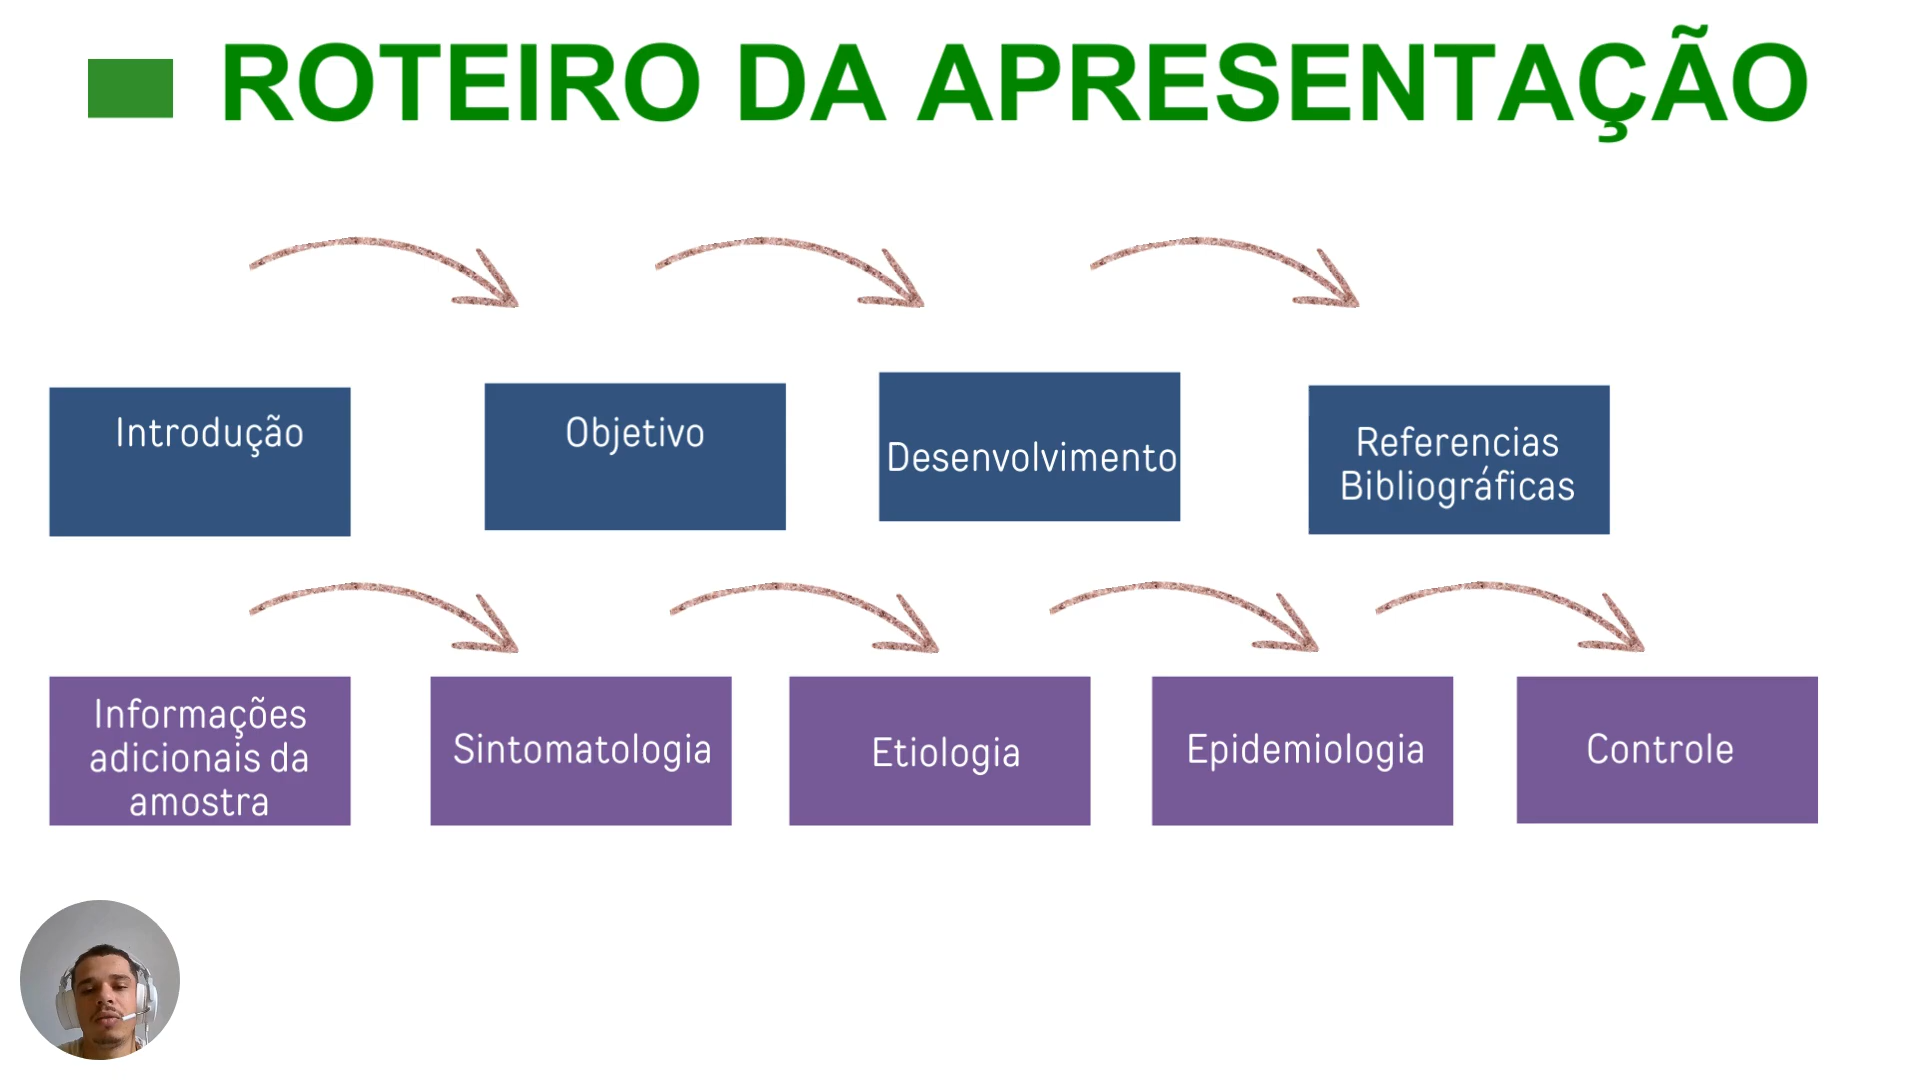 ROTEIRO DA APRESENTAÇÃO
Introdução
Objetivo
Desenvolvimento
Referencias
Bibliográficas
Informações
adicionais da
amostra
Sintomatologia
Etiologia
Epidemiologia
Controle